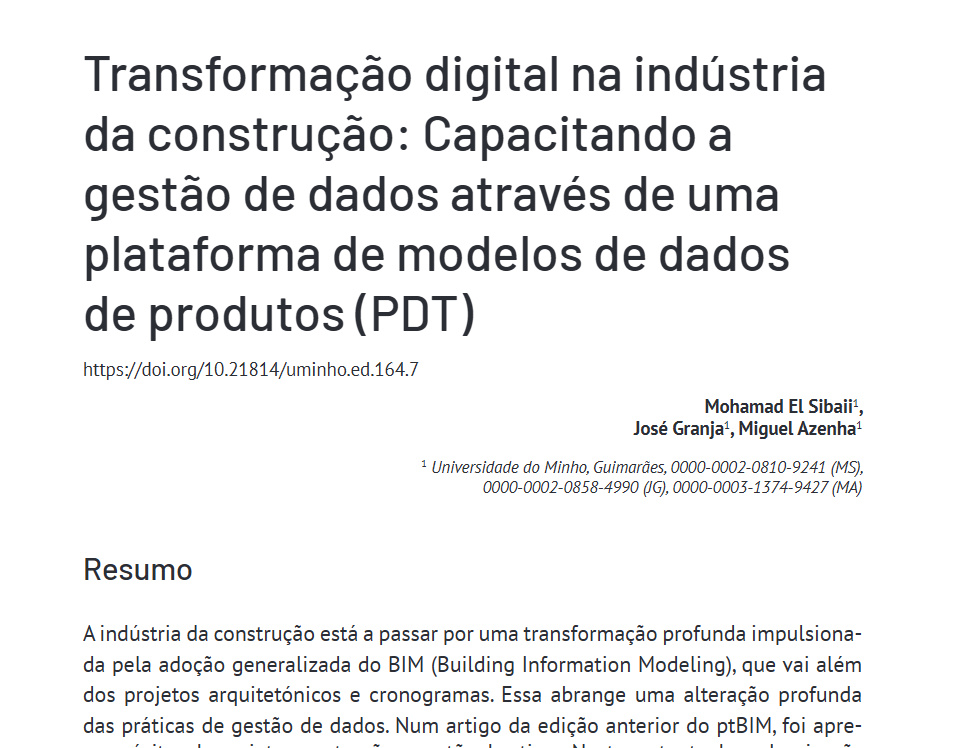 Transformação digital na indústria
da construção: Capacitando a
gestão de dados através de uma
plataforma de modelos de dados
de produtos (PDT)
https://doi.org/10.21814/uminho.ed.164.7
Mohamad El Sibaii¹,
José Granja¹, Miguel Azenha¹
¹ Universidade do Minho, Guimarães, 0000-0002-0810-9241 (MS),
0000-0002-0858-4990 (JG), 0000-0003-1374-9427 (MA)
Resumo
A indústria da construção está a passar por uma transformação profunda impulsiona-
da pela adoção generalizada do BIM (Building Information Modeling), que vai além
dos projetos arquitetónicos e cronogramas. Essa abrange uma alteração profunda
das práticas de gestão de dados. Num artigo da edição anterior do ptBIM, foi apre-